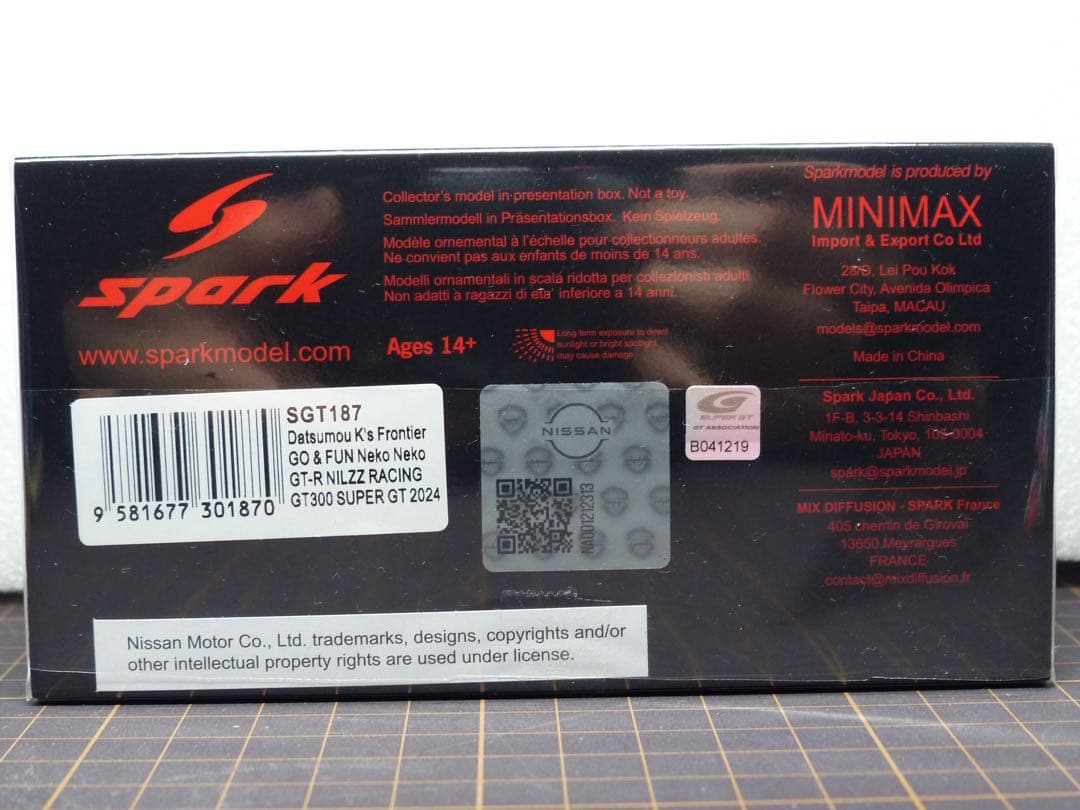 spark
www.sparkmodel.com
Collector's model in presentation box. Not a toy.
Sammlermodell in Präsentationsbox. Kein Spielzeug.
Modèle ornemental à l'échelle pour collectionneurs adultes.
Ne convient pas aux enfants de moins de 14 ans.
Modelli ornamentali in scala ridotta per collezionisti adulti
Non adatti à ragazzi di eta' inferiore a 14 anni.
Ages 14+
Long term exposure to direct
sunlight or bright spotlight
may cause damage
Sparkmodel is produced by
MINIMAX
Import & Export Co Ltd
28/D, Lei Pou Kok
Flower City, Avenida Olimpica
Taipa, MACAU
models@sparkmodel.com
Made in China
Spark Japan Co., Ltd.
1F-B, 3-3-14 Shinbashi
Minato-ku, Tokyo, 105-0004
JAPAN
spark@sparkmodel.jp
MIX DIFFUSION - SPARK France
405 chemin de Giroval
13650 Meyrargues
FRANCE
contact@mixdiffusion.fr
SGT187
Datsumou K's Frontier
GO & FUN Neko Neko
GT-R NILZZ RACING
GT300 SUPER GT 2024
9 581677 301870
NISSAN
NA001212313
SUPER GT
GT ASSOCIATION
B041219
Nissan Motor Co., Ltd. trademarks, designs, copyrights and/or
other intellectual property rights are used under license.